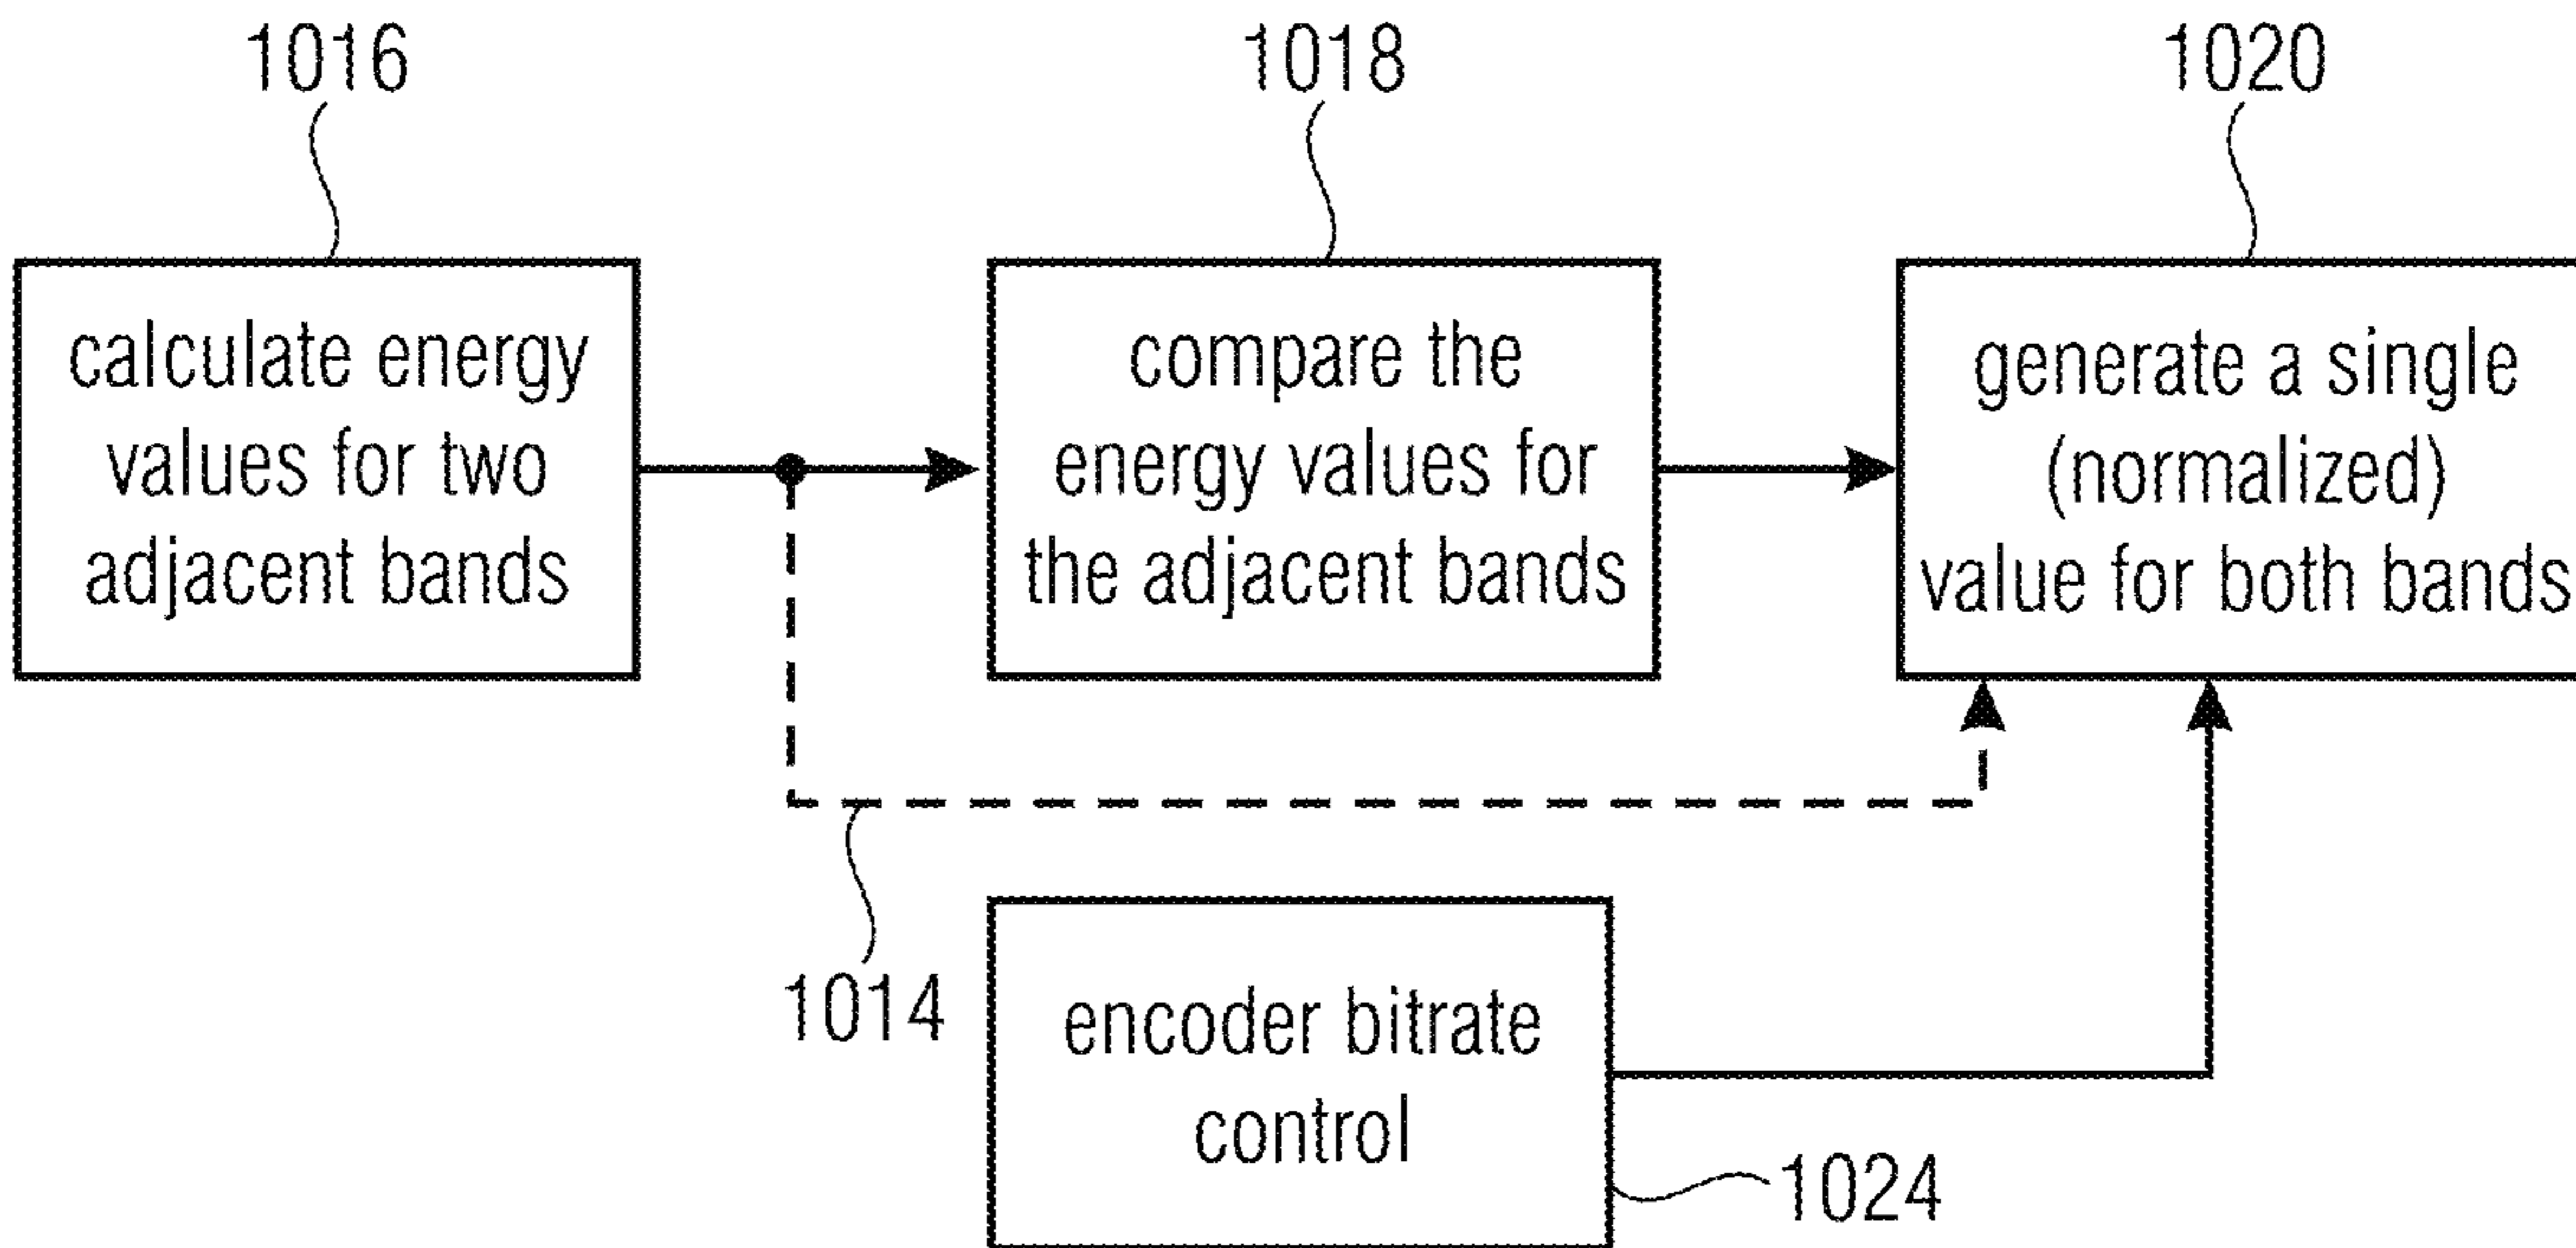 1016
1018
1020
calculate energy
values for two
adjacent bands
compare the
energy values for
the adjacent bands
generate a single
(normalized)
value for both bands
1014
encoder bitrate
control
1024